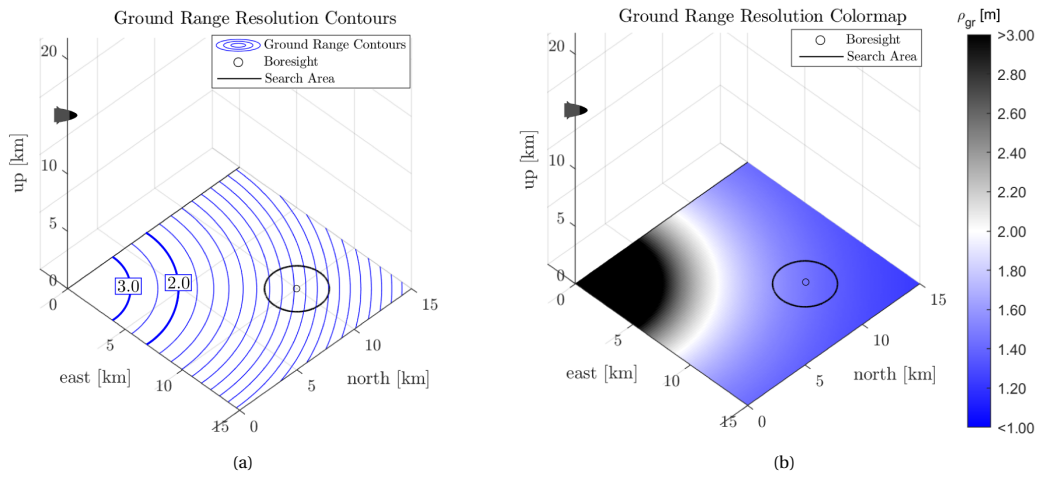 Ground Range Resolution Contours
Ground Range Contours
Boresight
Search Area
20
10
5
0
up [km]
3.0
2.0
0
5
10
15
east [km]
0
5
10
15
north [km]
(a)
Ground Range Resolution Colormap
Boresight
Search Area
20
10
5
0
up [km]
0
5
10
15
east [km]
0
5
10
15
north [km]
(b)
ρgr [m]
>3.00
2.80
2.60
2.40
2.20
2.00
1.80
1.60
1.40
1.20
<1.00